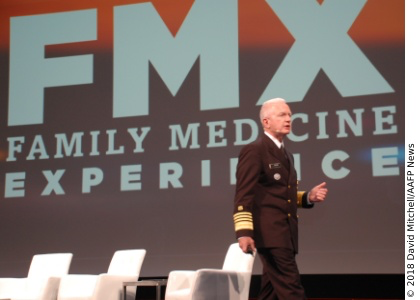 FMX
FAMILY MEDICINE
EXPERIENCE
© 2018 David Mitchell/AAFP News